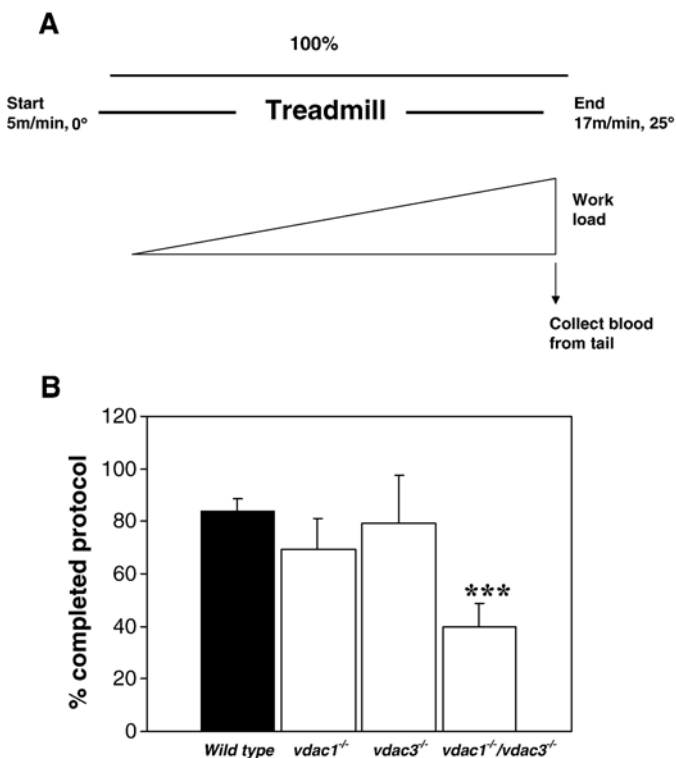 A
100%
Start
5m/min, 0°
Treadmill
End
17m/min, 25°
Work
load
Collect blood
from tail
B
% completed protocol
120
100
80
60
40
20
0
***
Wild type vdac1⁻/⁻ vdac3⁻/⁻ vdac1⁻/⁻/vdac3⁻/⁻